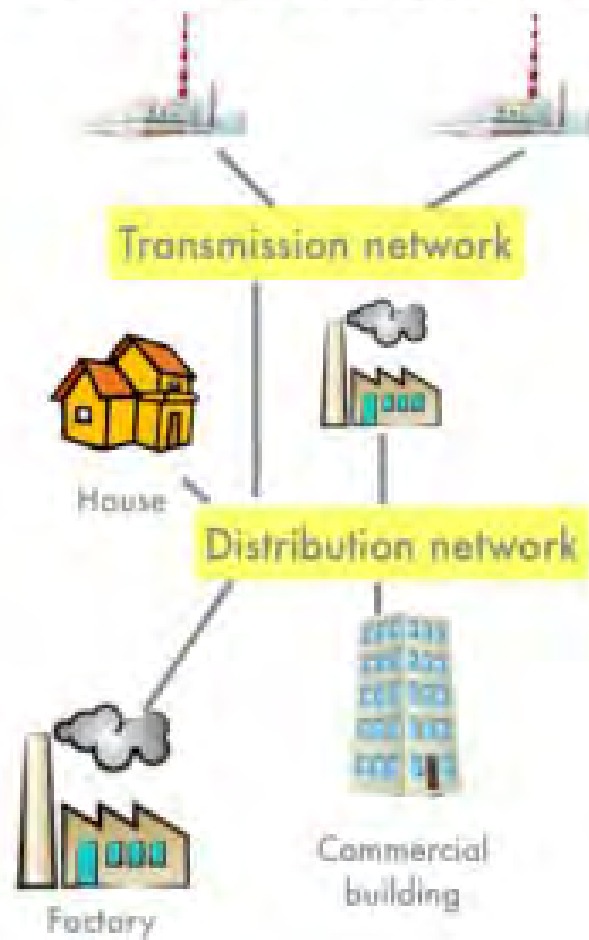 Transmission network
House
Distribution network
Commercial
building
Factory